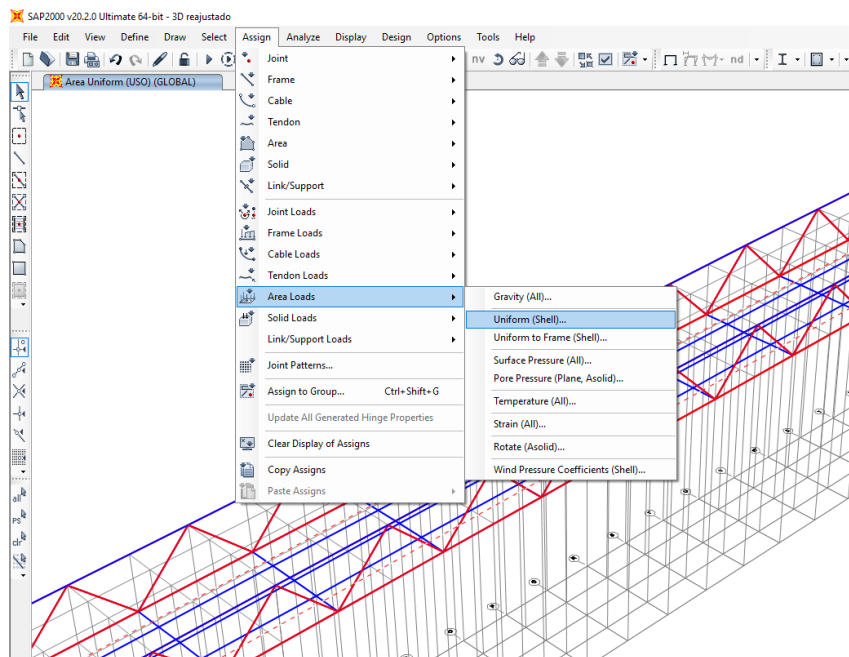 SAP2000 v20.2.0 Ultimate 64-bit - 3D reajustado
File Edit View Define Draw Select Assign Analyze Display Design Options Tools Help
nv
nd
Area Uniform (USO) (GLOBAL)
Joint
Frame
Cable
Tendon
Area
Solid
Link/Support
Joint Loads
Frame Loads
Cable Loads
Tendon Loads
Area Loads
Solid Loads
Link/Support Loads
Joint Patterns...
Assign to Group... Ctrl+Shift+G
Update All Generated Hinge Properties
Clear Display of Assigns
Copy Assigns
Paste Assigns
Gravity (All)...
Uniform (Shell)...
Uniform to Frame (Shell)...
Surface Pressure (All)...
Pore Pressure (Plane, Asolid)...
Temperature (All)...
Strain (All)...
Rotate (Asolid)...
Wind Pressure Coefficients (Shell)...
all
PS
clr